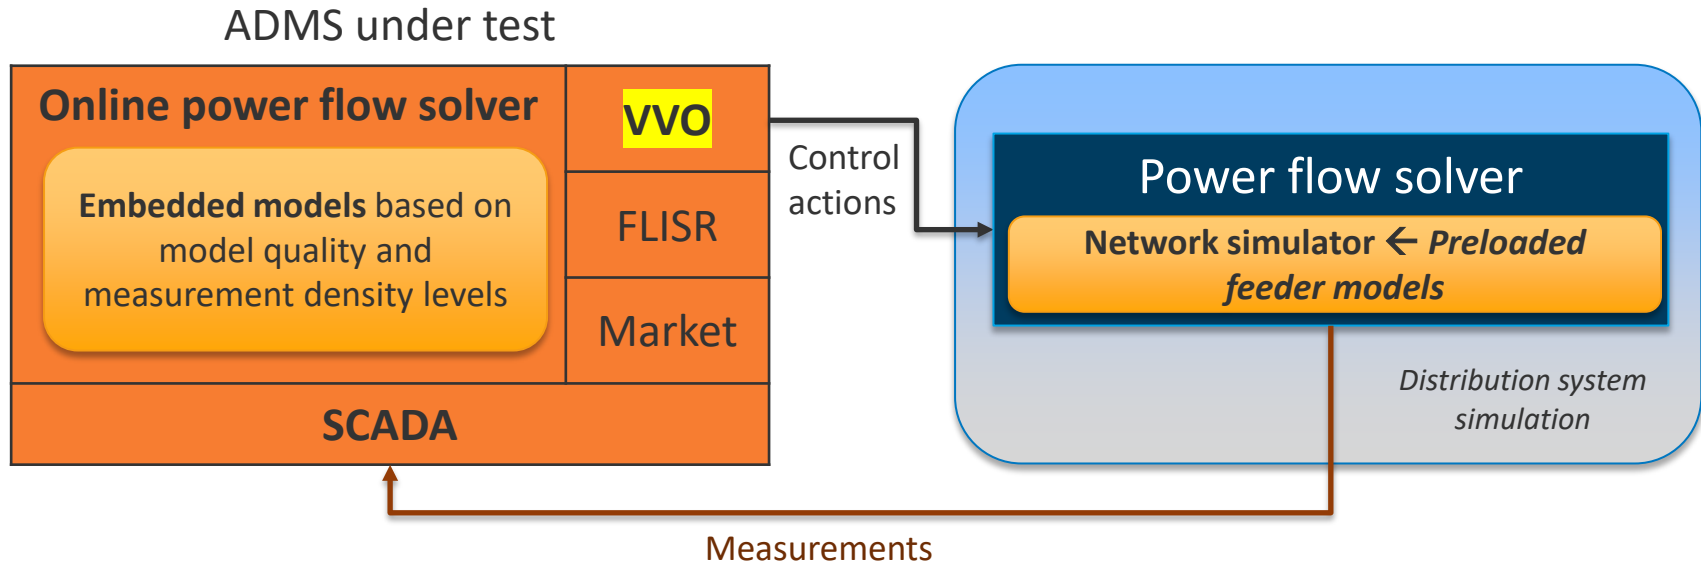 ADMS under test
Online power flow solver
Embedded models based on
model quality and
measurement density levels
VVO
FLISR
Market
SCADA
Control
actions
Power flow solver
Network simulator ← Preloaded
feeder models
Distribution system
simulation
Measurements